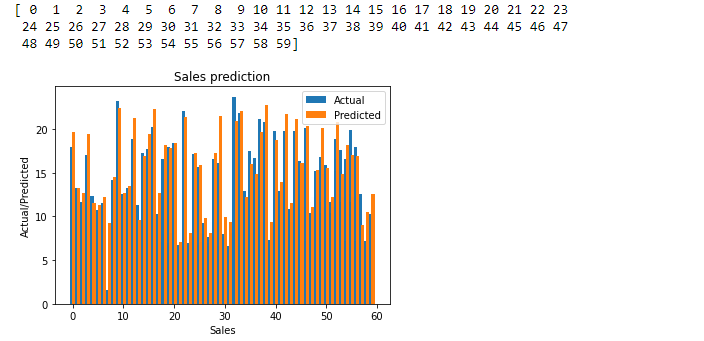 [ 0 1 2 3 4 5 6 7 8 9 10 11 12 13 14 15 16 17 18 19 20 21 22 23
24 25 26 27 28 29 30 31 32 33 34 35 36 37 38 39 40 41 42 43 44 45 46 47
48 49 50 51 52 53 54 55 56 57 58 59]
Sales prediction
Actual
Predicted
Actual/Predicted
20
15
10
5
0
0 10 20 30 40 50 60
Sales